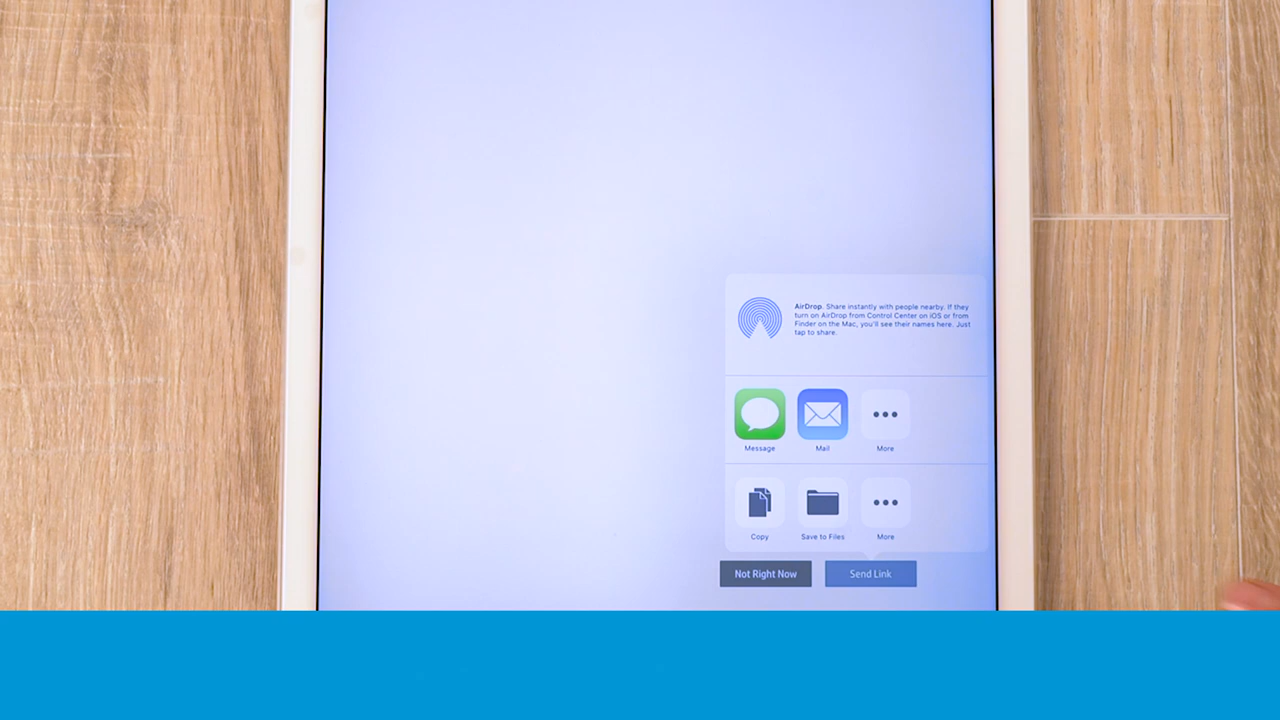 AirDrop. Share instantly with people nearby. If they
turn on AirDrop from Control Center on iOS or from
Finder on the Mac, you'll see their names here. Just
tap to share.
Message Mail More
Copy Save to Files More
Not Right Now Send Link